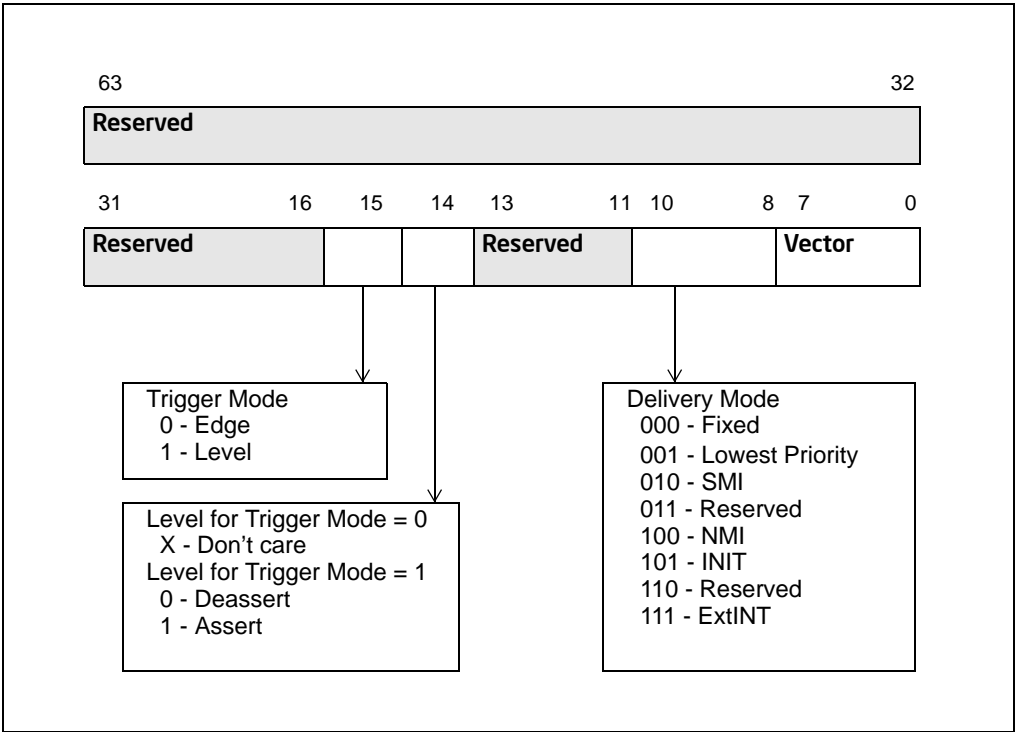 63 32
Reserved
31 16 15 14 13 11 10 8 7 0
Reserved Reserved Vector
Trigger Mode
0 - Edge
1 - Level
Level for Trigger Mode = 0
X - Don’t care
Level for Trigger Mode = 1
0 - Deassert
1 - Assert
Delivery Mode
000 - Fixed
001 - Lowest Priority
010 - SMI
011 - Reserved
100 - NMI
101 - INIT
110 - Reserved
111 - ExtINT